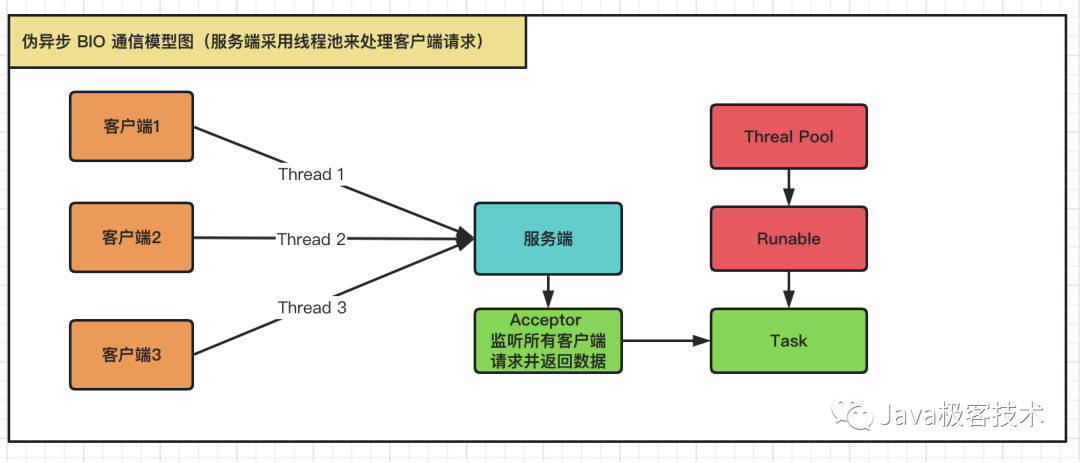 伪异步 BIO 通信模型图（服务端采用线程池来处理客户端请求）
客户端1
Thread 1
客户端2
Thread 2
客户端3
Thread 3
服务端
Acceptor
监听所有客户端
请求并返回数据
Threal Pool
Runable
Task
Java极客技术